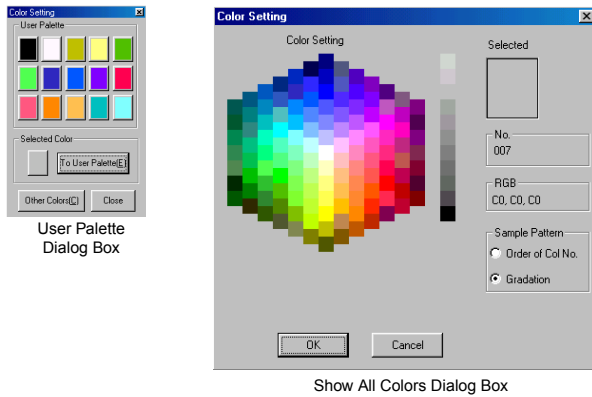 Color Setting
User Palette
Selected Color
To User Palette[E]
Other Colors[C]
Close
User Palette
Dialog Box
Color Setting
Color Setting
Selected
No.
007
RGB
C0, C0, C0
Sample Pattern
Order of Col No.
Gradation
OK
Cancel
Show All Colors Dialog Box